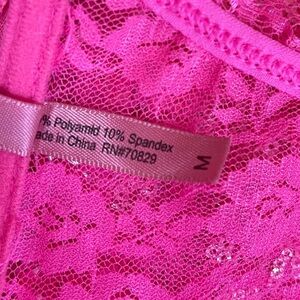 % Polyamid 10% Spandex
ade in China RN#70829
M